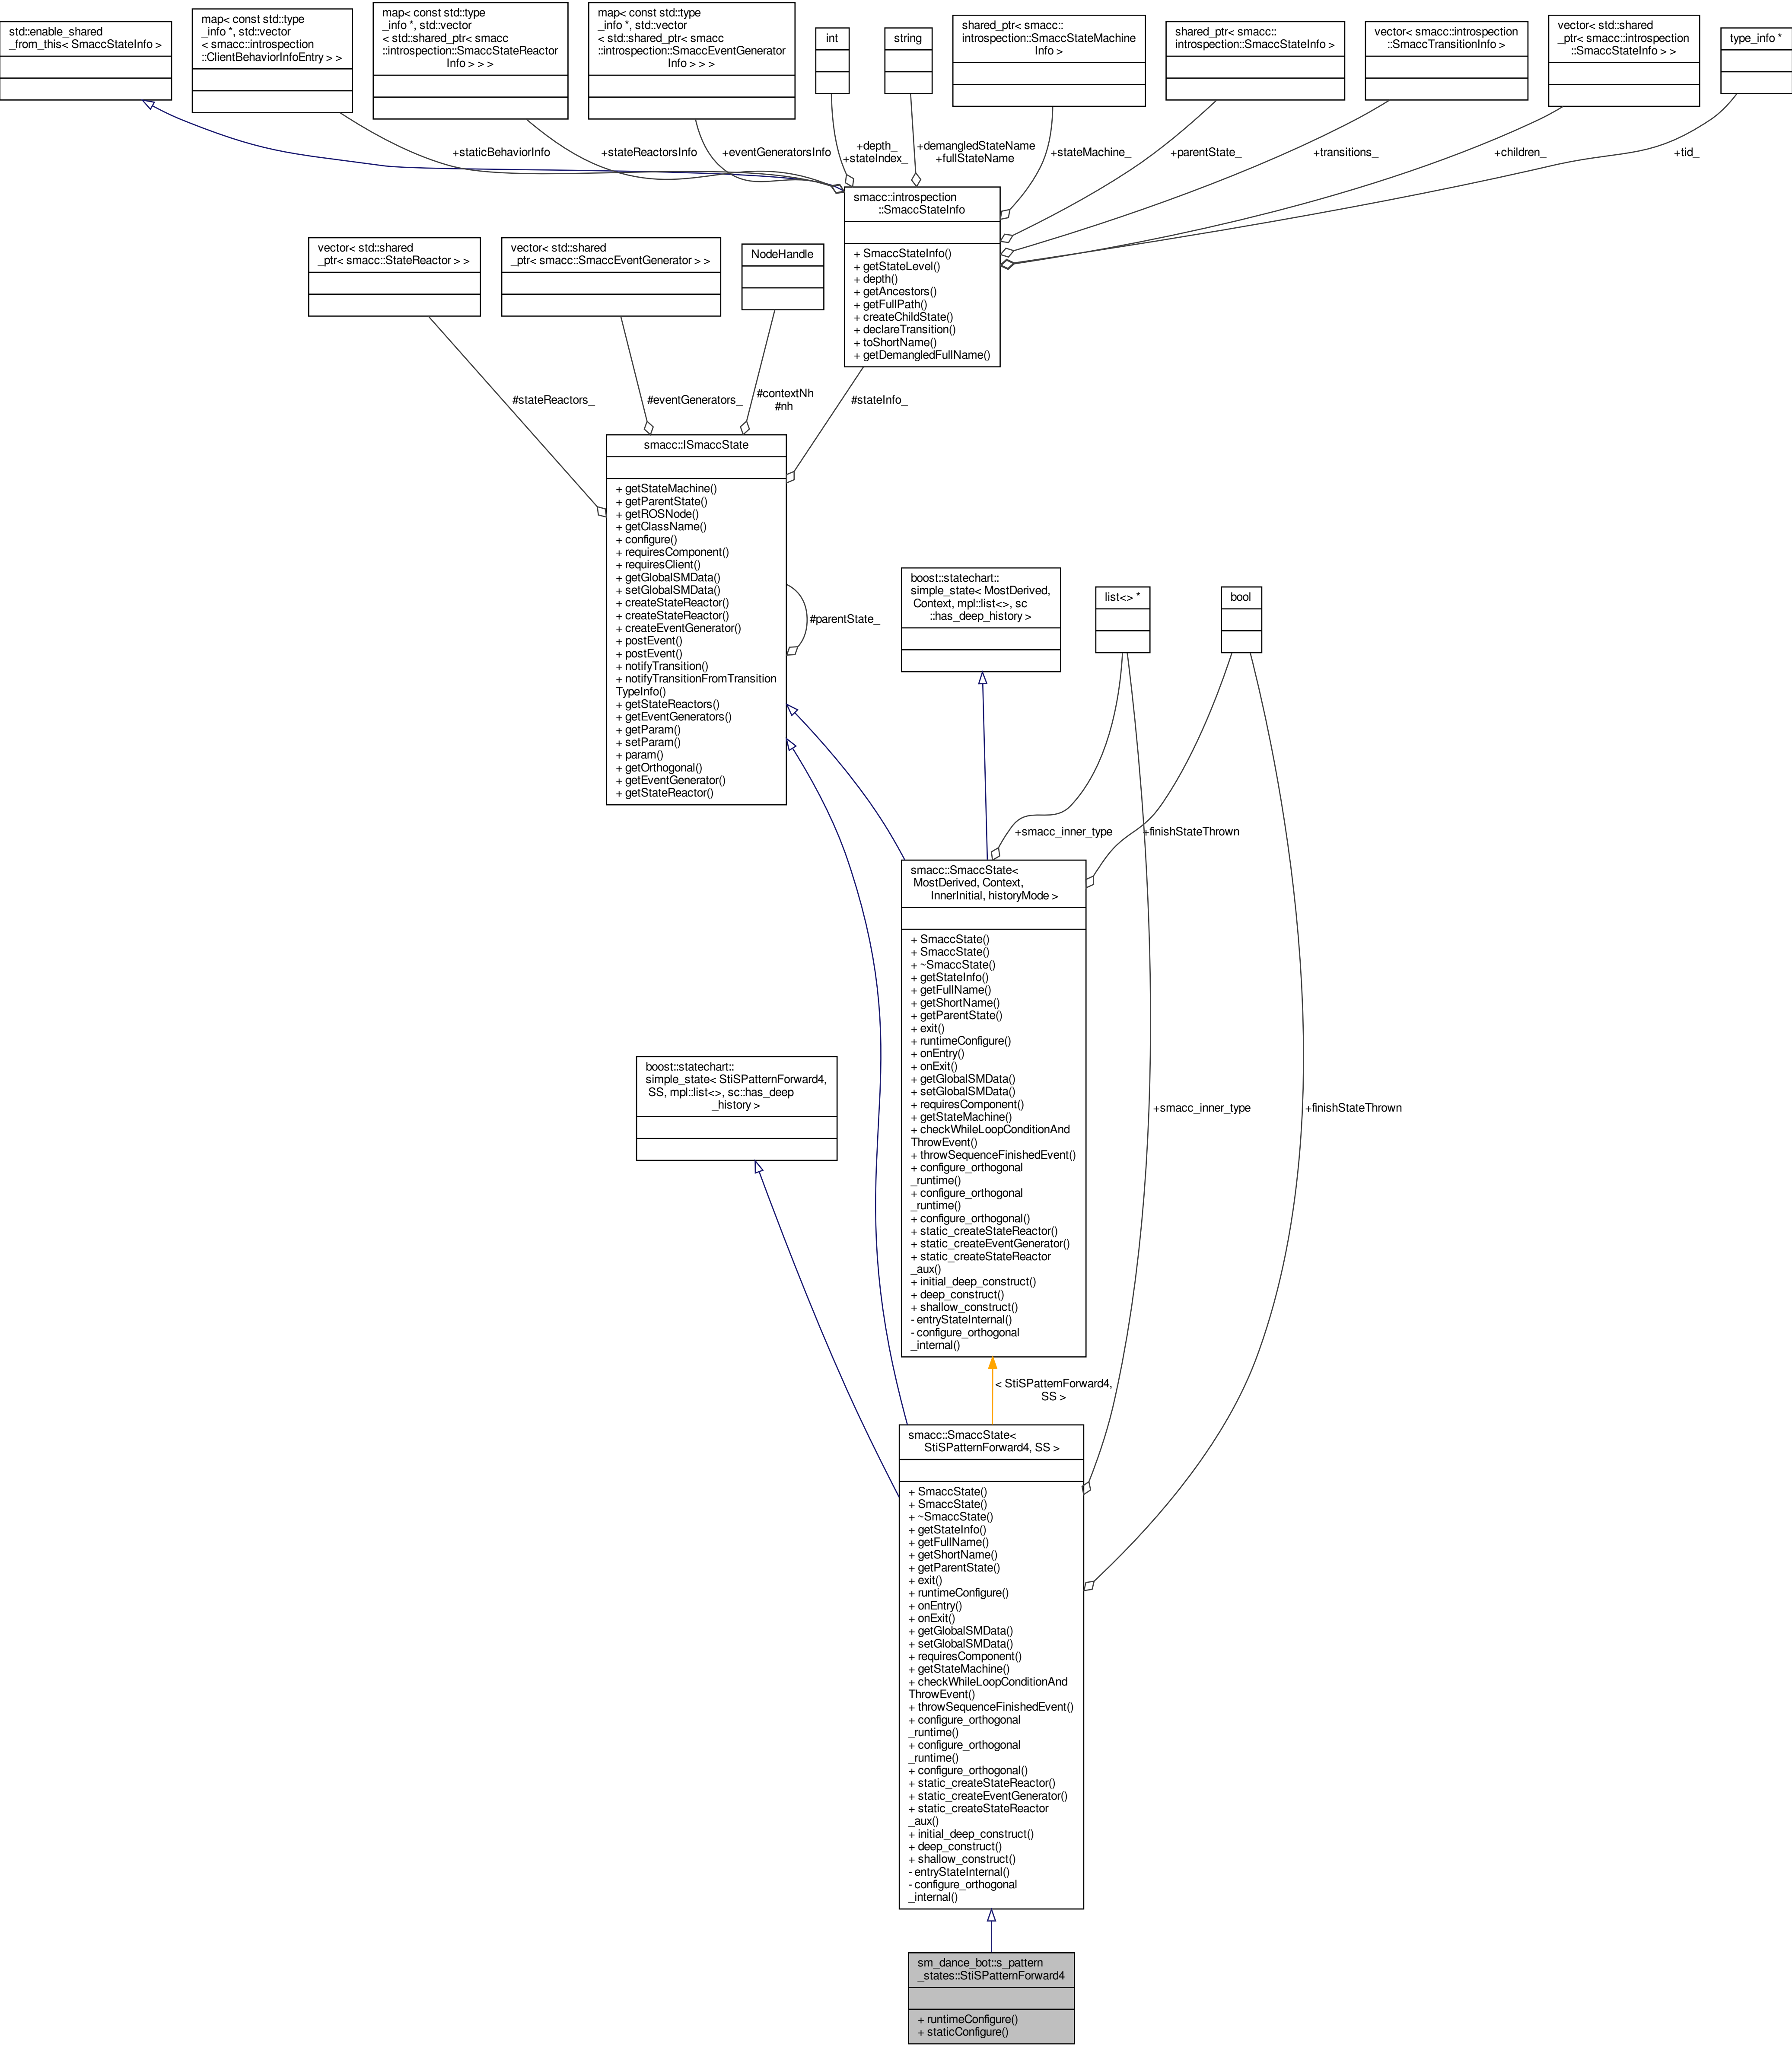 std::enable_shared
_from_this< SmaccStateInfo >
map< const std::type
_info *, std::vector
< smacc::introspection
::ClientBehaviorInfoEntry > >
map< const std::type
_info *, std::vector
< std::shared_ptr< smacc
::introspection::SmaccStateReactor
Info > > >
map< const std::type
_info *, std::vector
< std::shared_ptr< smacc
::introspection::SmaccEventGenerator
Info > > >
int
string
shared_ptr< smacc::
introspection::SmaccStateMachine
Info >
shared_ptr< smacc::
introspection::SmaccStateInfo >
vector< smacc::introspection
::SmaccTransitionInfo >
vector< std::shared
_ptr< smacc::introspection
::SmaccStateInfo > >
type_info *
+staticBehaviorInfo
+stateReactorsInfo
+eventGeneratorsInfo
+depth_
+stateIndex_
+demangledStateName
+fullStateName
+stateMachine_
+parentState_
+transitions_
+children_
+tid_
smacc::introspection
::SmaccStateInfo
+ SmaccStateInfo()
+ getStateLevel()
+ depth()
+ getAncestors()
+ getFullPath()
+ createChildState()
+ declareTransition()
+ toShortName()
+ getDemangledFullName()
vector< std::shared
_ptr< smacc::StateReactor > >
vector< std::shared
_ptr< smacc::SmaccEventGenerator > >
NodeHandle
#stateReactors_
#eventGenerators_
#contextNh
#nh
#stateInfo_
smacc::ISmaccState
+ getStateMachine()
+ getParentState()
+ getROSNode()
+ getClassName()
+ configure()
+ requiresComponent()
+ requiresClient()
+ getGlobalSMData()
+ setGlobalSMData()
+ createStateReactor()
+ createStateReactor()
+ createEventGenerator()
+ postEvent()
+ postEvent()
+ notifyTransition()
+ notifyTransitionFromTransition
TypeInfo()
+ getStateReactors()
+ getEventGenerators()
+ getParam()
+ setParam()
+ param()
+ getOrthogonal()
+ getEventGenerator()
+ getStateReactor()
#parentState_
boost::statechart::
simple_state< MostDerived,
Context, mpl::list<>, sc
::has_deep_history >
list<> *
bool
+smacc_inner_type
+finishStateThrown
smacc::SmaccState<
MostDerived, Context,
InnerInitial, historyMode >
+ SmaccState()
+ SmaccState()
+ ~SmaccState()
+ getStateInfo()
+ getFullName()
+ getShortName()
+ getParentState()
+ exit()
+ runtimeConfigure()
+ onEntry()
+ onExit()
+ getGlobalSMData()
+ setGlobalSMData()
+ requiresComponent()
+ getStateMachine()
+ checkWhileLoopConditionAnd
ThrowEvent()
+ throwSequenceFinishedEvent()
+ configure_orthogonal
_runtime()
+ configure_orthogonal
_runtime()
+ configure_orthogonal()
+ static_createStateReactor()
+ static_createEventGenerator()
+ static_createStateReactor
_aux()
+ initial_deep_construct()
+ deep_construct()
+ shallow_construct()
- entryStateInternal()
- configure_orthogonal
_internal()
boost::statechart::
simple_state< StiSPatternForward4,
SS, mpl::list<>, sc::has_deep
_history >
+smacc_inner_type
+finishStateThrown
< StiSPatternForward4,
SS >
smacc::SmaccState<
StiSPatternForward4, SS >
+ SmaccState()
+ SmaccState()
+ ~SmaccState()
+ getStateInfo()
+ getFullName()
+ getShortName()
+ getParentState()
+ exit()
+ runtimeConfigure()
+ onEntry()
+ onExit()
+ getGlobalSMData()
+ setGlobalSMData()
+ requiresComponent()
+ getStateMachine()
+ checkWhileLoopConditionAnd
ThrowEvent()
+ throwSequenceFinishedEvent()
+ configure_orthogonal
_runtime()
+ configure_orthogonal
_runtime()
+ configure_orthogonal()
+ static_createStateReactor()
+ static_createEventGenerator()
+ static_createStateReactor
_aux()
+ initial_deep_construct()
+ deep_construct()
+ shallow_construct()
- entryStateInternal()
- configure_orthogonal
_internal()
sm_dance_bot::s_pattern
_states::StiSPatternForward4
+ runtimeConfigure()
+ staticConfigure()